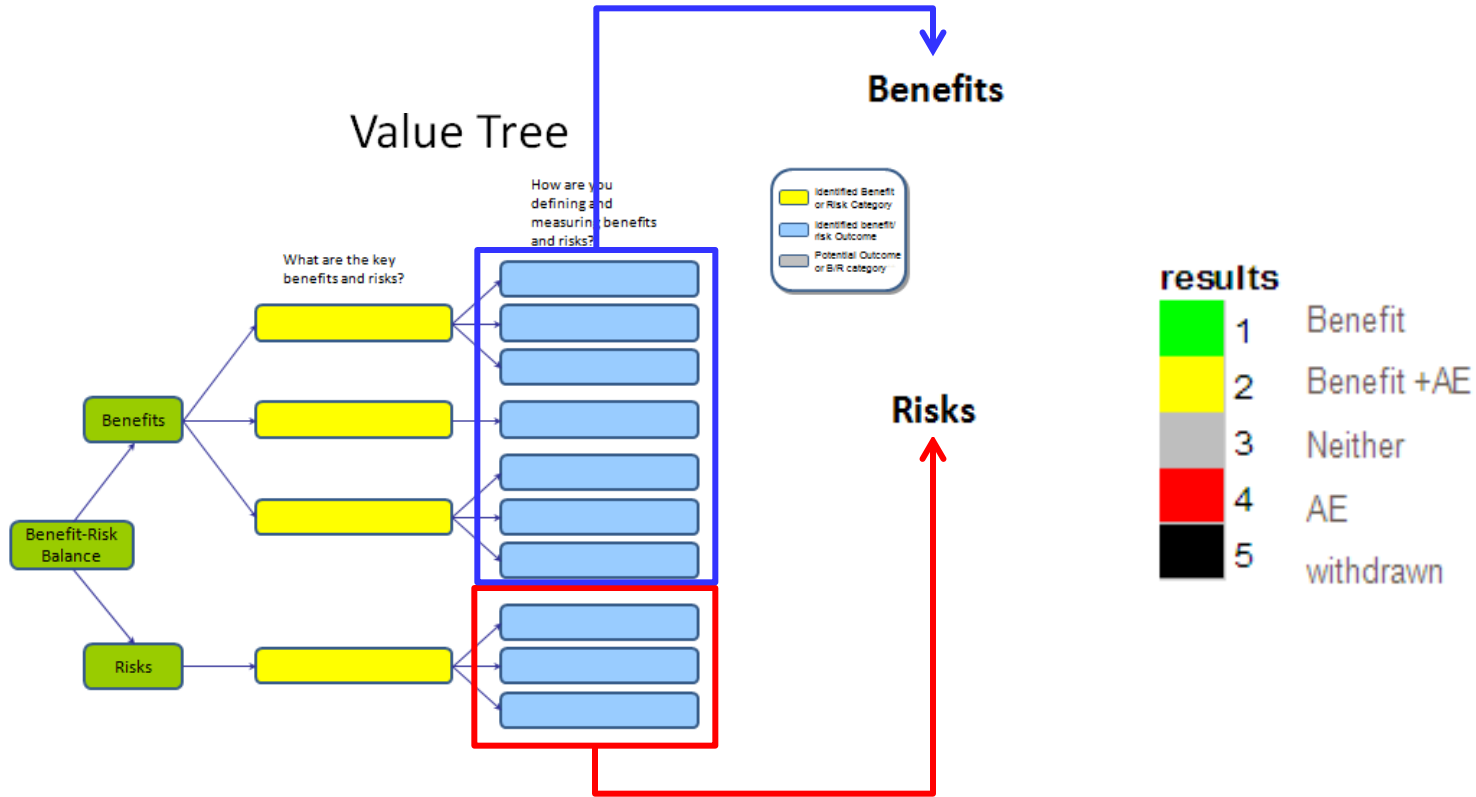 Benefits
Value Tree
How are you
defining and
measuring benefits
and risks?
What are the key
benefits and risks?
Identified Benefit
or Risk Category
Identified benefit/
risk Outcome
Potential Outcome
or B/R category
Benefits
Benefit-Risk
Balance
Risks
Risks
results
1 Benefit
2 Benefit +AE
3 Neither
4 AE
5 withdrawn